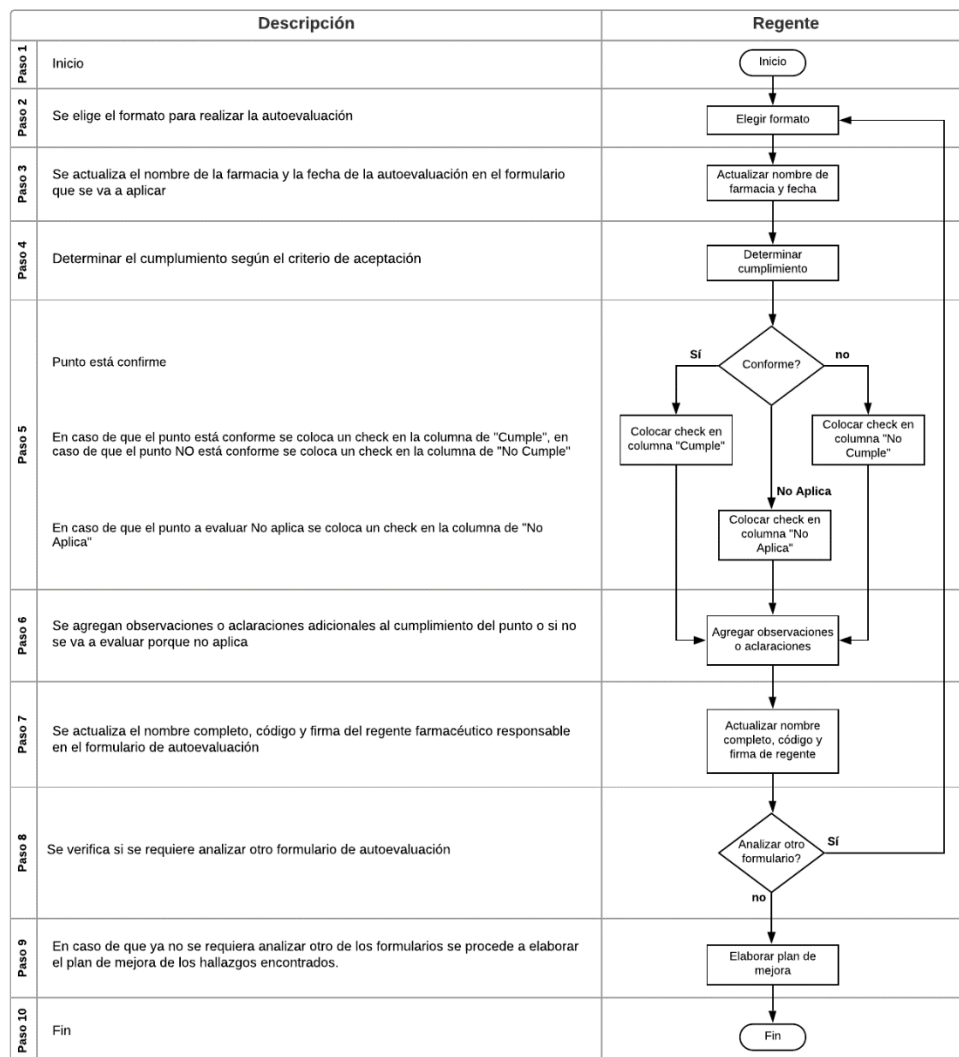 Descripción
Regente
Paso 1
Inicio
Inicio
Paso 2
Se elige el formato para realizar la autoevaluación
Elegir formato
Paso 3
Se actualiza el nombre de la farmacia y la fecha de la autoevaluación en el formulario
que se va a aplicar
Actualizar nombre de
farmacia y fecha
Paso 4
Determinar el cumplumiento según el criterio de aceptación
Determinar
cumplimiento
Paso 5
Punto está confirme
Sí
Conforme?
no
En caso de que el punto está conforme se coloca un check en la columna de "Cumple", en
caso de que el punto NO está conforme se coloca un check en la columna de "No Cumple"
Colocar check en
columna "Cumple"
Colocar check en
columna "No
Cumple"
No Aplica
En caso de que el punto a evaluar No aplica se coloca un check en la columna de "No
Aplica"
Colocar check en
columna "No
Aplica"
Paso 6
Se agregan observaciones o aclaraciones adicionales al cumplimiento del punto o si no
se va a evaluar porque no aplica
Agregar observaciones
o aclaraciones
Paso 7
Se actualiza el nombre completo, código y firma del regente farmacéutico responsable
en el formulario de autoevaluación
Actualizar nombre
completo, código y
firma de regente
Paso 8
Se verifica si se requiere analizar otro formulario de autoevaluación
Analizar otro
formulario?
Sí
no
Paso 9
En caso de que ya no se requiera analizar otro de los formularios se procede a elaborar
el plan de mejora de los hallazgos encontrados.
Elaborar plan de
mejora
Paso 10
Fin
Fin